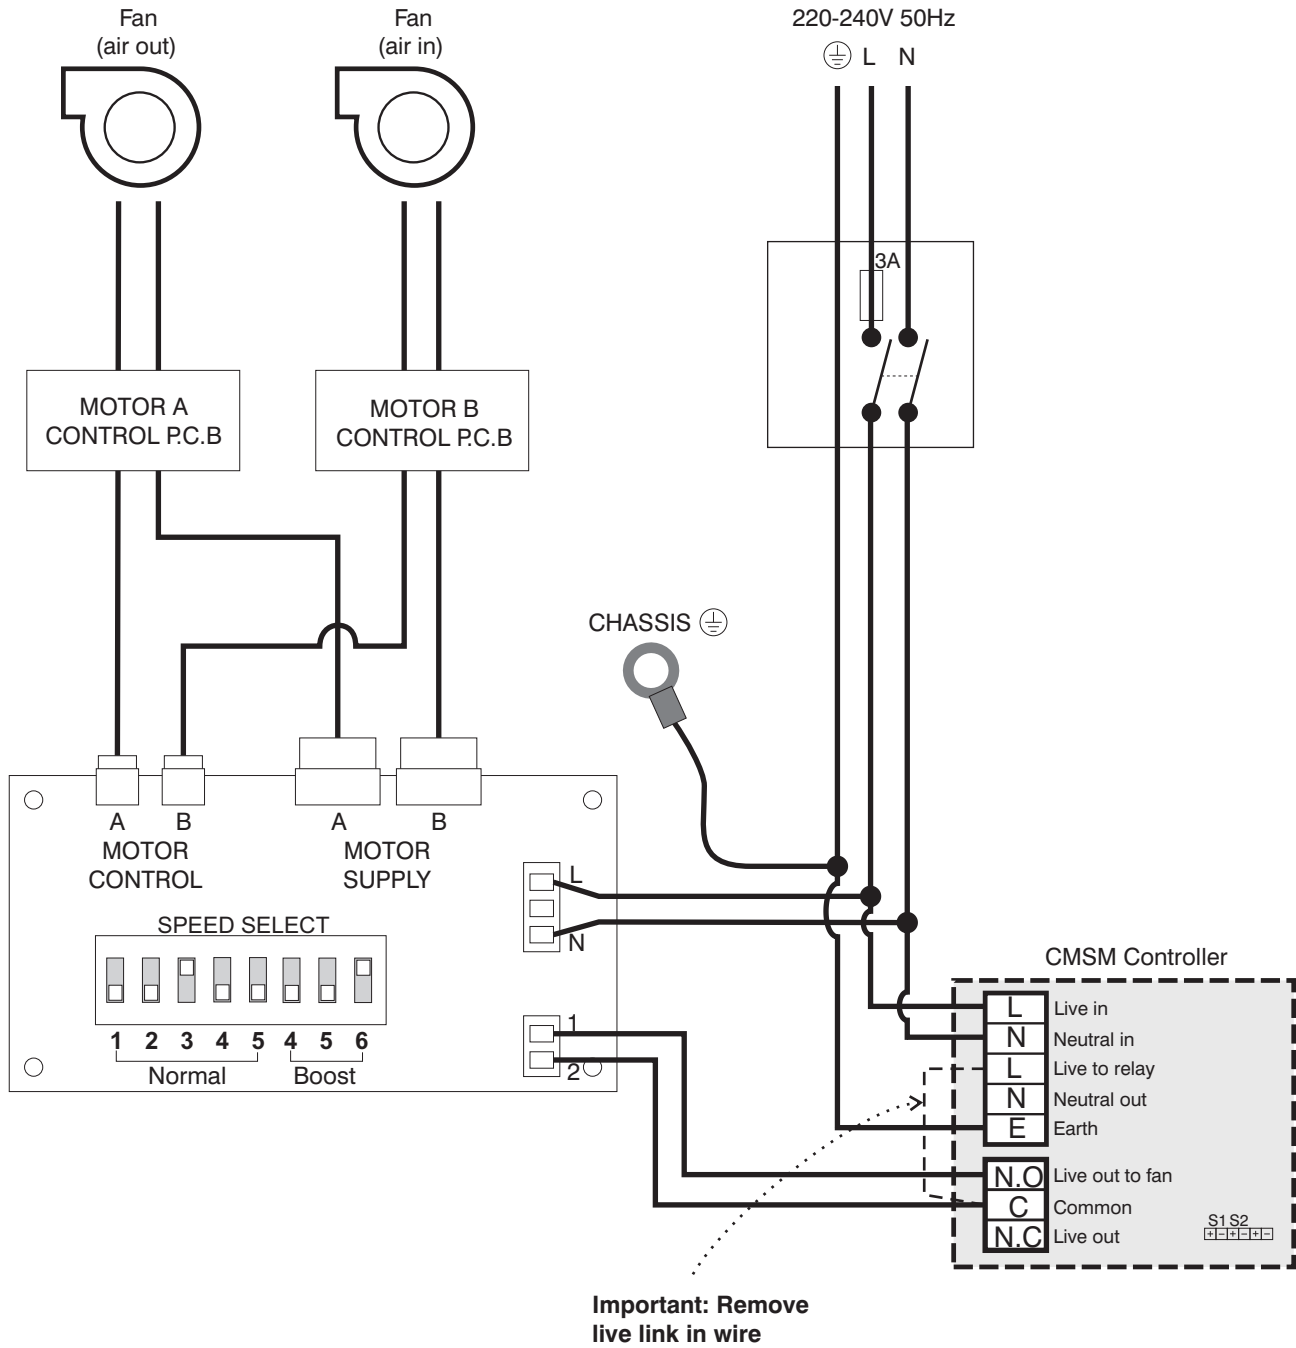 Fan
(air out)
Fan
(air in)
220-240V 50Hz
L N
3A
MOTOR A
CONTROL P.C.B
MOTOR B
CONTROL P.C.B
CHASSIS
A B
MOTOR
CONTROL
A B
MOTOR
SUPPLY
L
N
SPEED SELECT
1 2 3 4 5 4 5 6
Normal Boost
1
2
CMSM Controller
L Live in
N Neutral in
L Live to relay
N Neutral out
E Earth
N.O Live out to fan
C Common
N.C Live out
S1 S2
+ - + - + -
Important: Remove
live link in wire